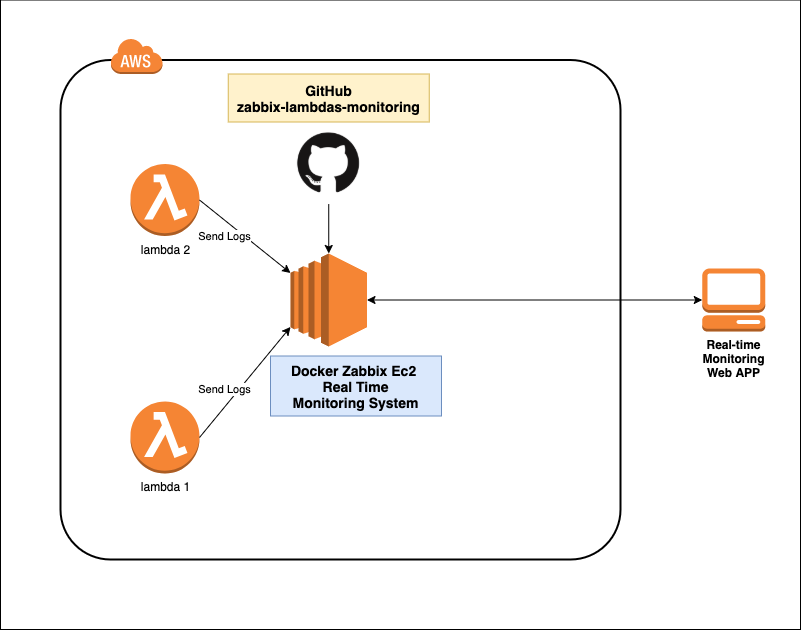 AWS
GitHub
zabbix-lambdas-monitoring
lambda 2
Send Logs
Docker Zabbix Ec2
Real Time
Monitoring System
Send Logs
lambda 1
Real-time
Monitoring
Web APP